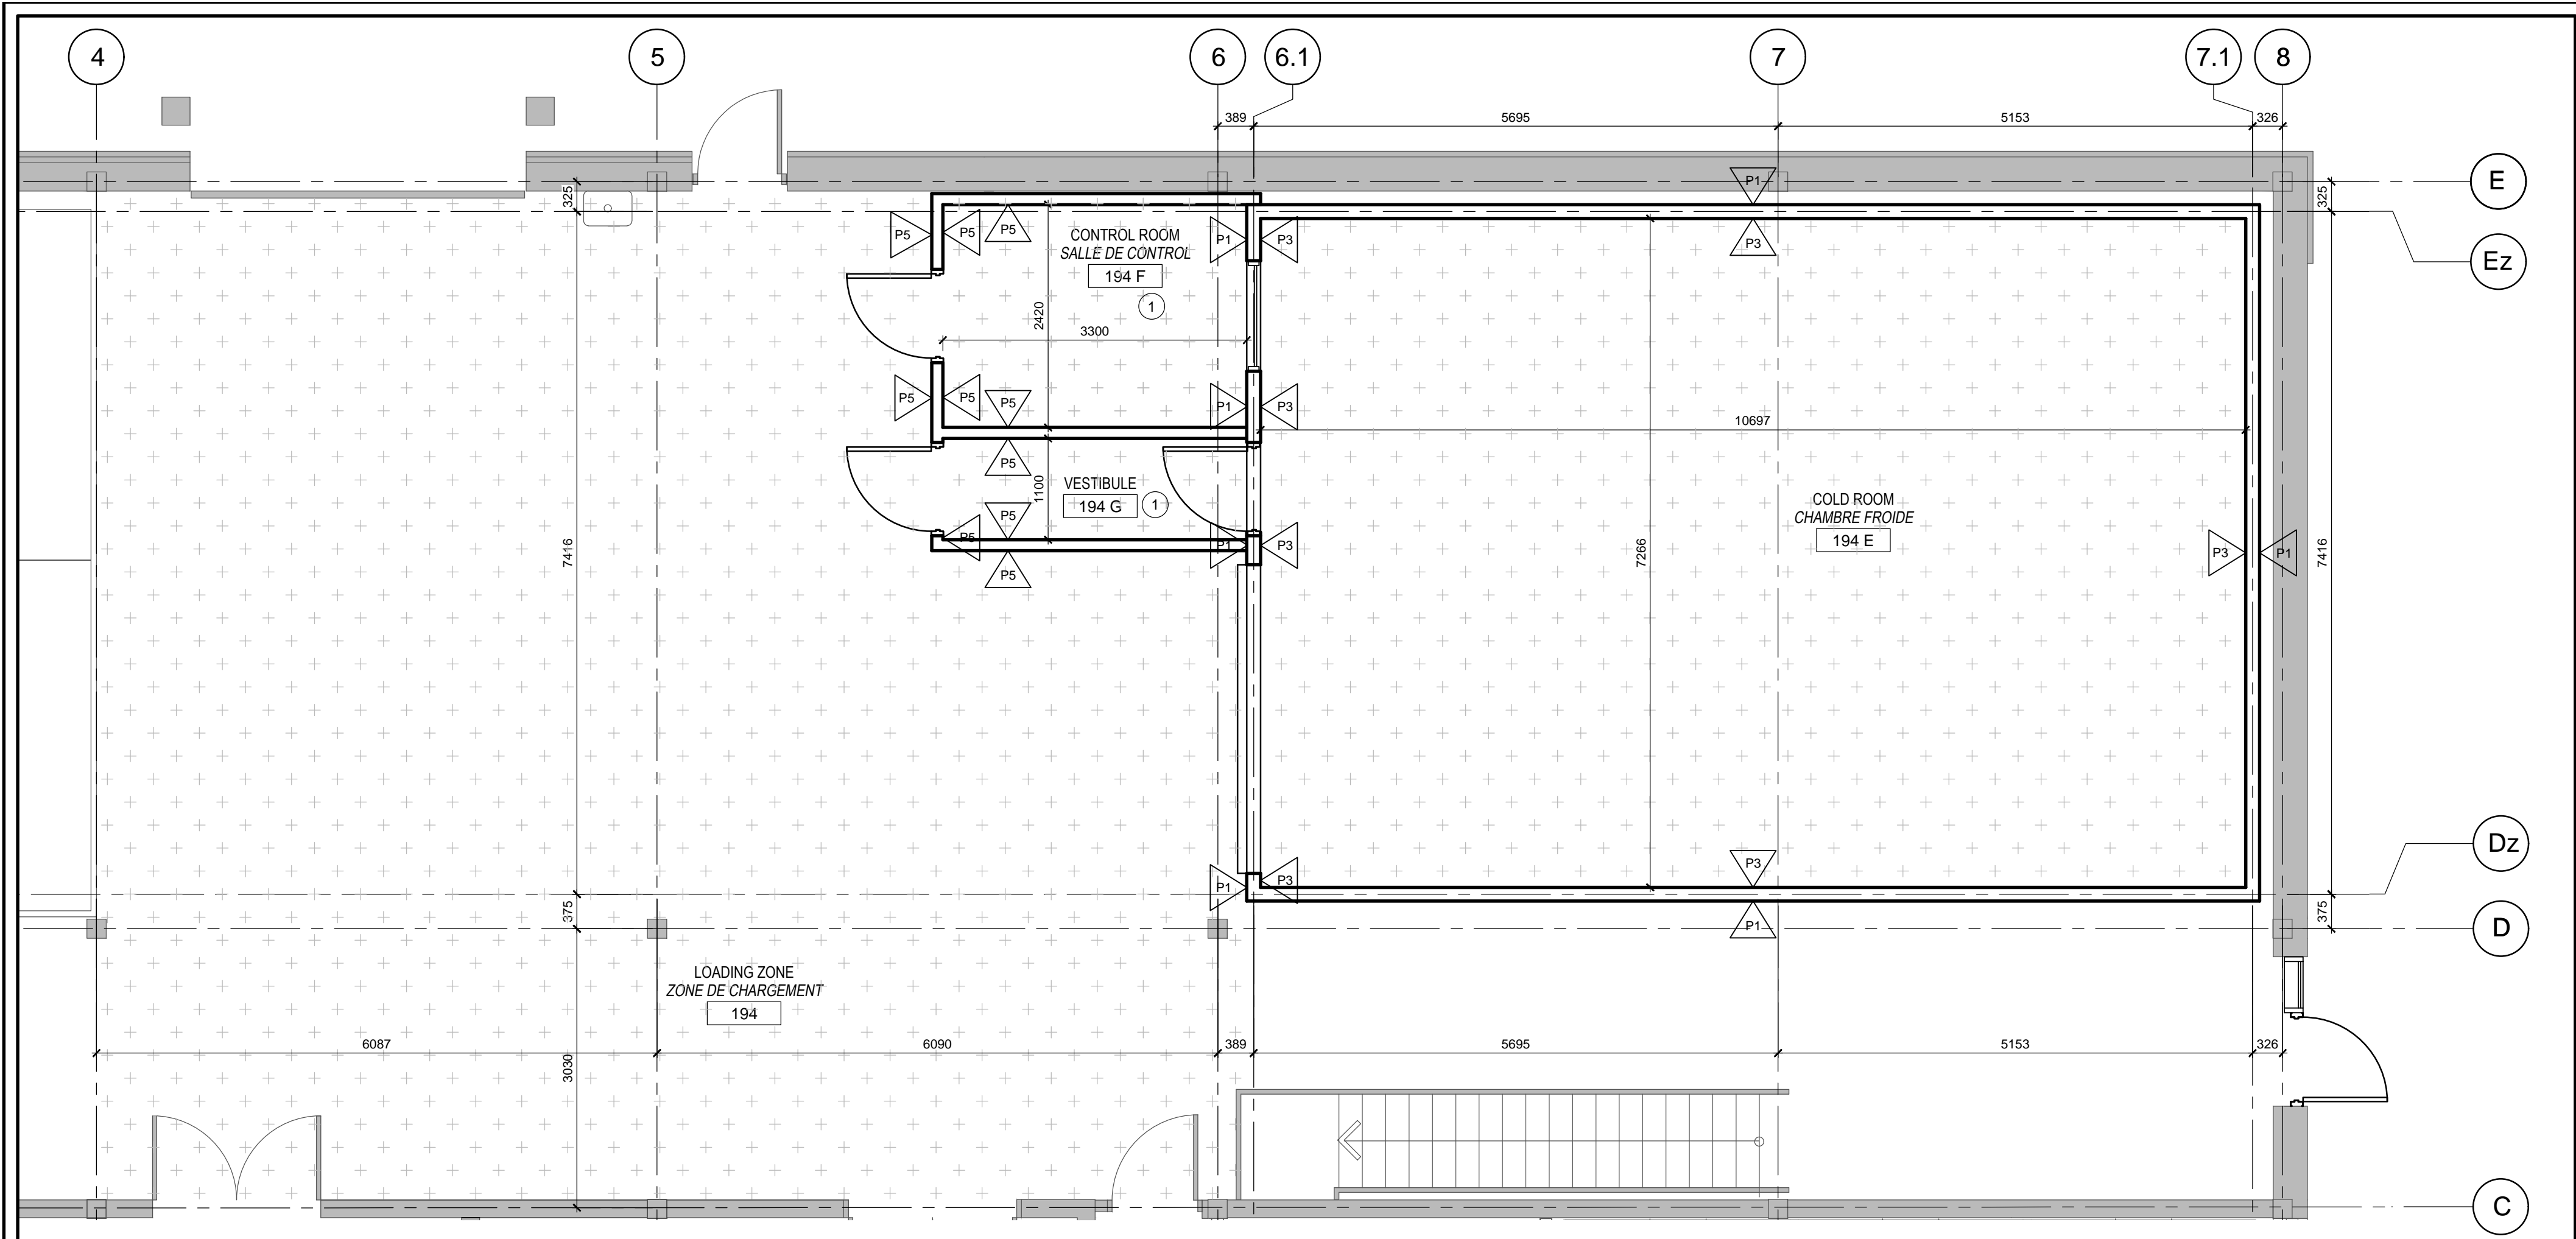 4
5
6
6.1
7
7.1
8
389
5695
5153
326
E
325
325
Ez
P1
P3
P5
P5
P5
CONTROL ROOM
SALLE DE CONTROL
194 F
1
P1
P3
2420
3300
P5
P5
P5
P1
P3
10697
P5
VESTIBULE
194 G
1
1100
P5
P5
P1
P3
P5
COLD ROOM
CHAMBRE FROIDE
194 E
7416
7266
P3
P1
7416
Dz
P3
P1
P3
P1
375
375
D
LOADING ZONE
ZONE DE CHARGEMENT
194
6087
6090
389
5695
5153
326
3030
C